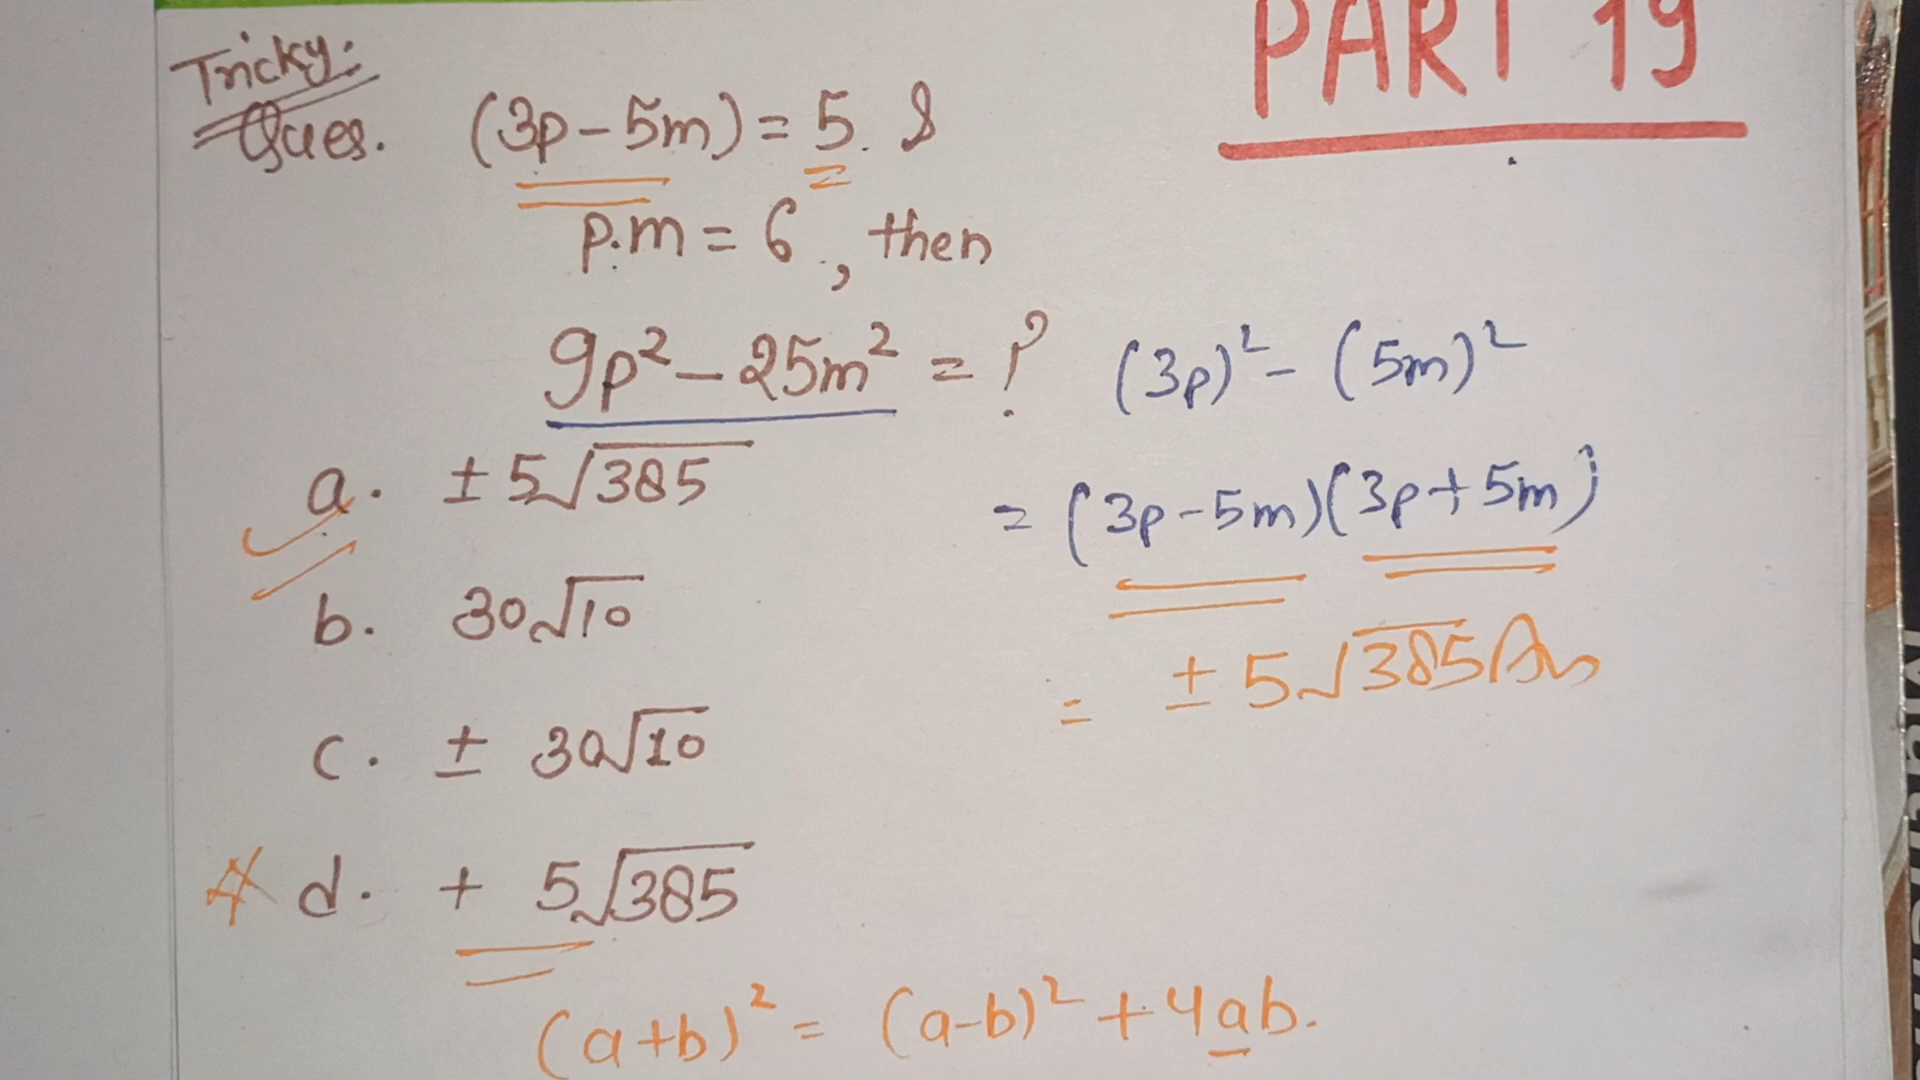 PART 19
Tricky:
Ques. (3p-5m) = 5. &
p.m = 6, then
9p² - 25m² = ? (3p)² - (5m)²
a. ± 5√385
= (3p-5m)(3p+5m)
b. 30√10
= ± 5√385 Ans
c. ± 30√10
d. + 5√385
(a+b)² = (a-b)² + 4ab.